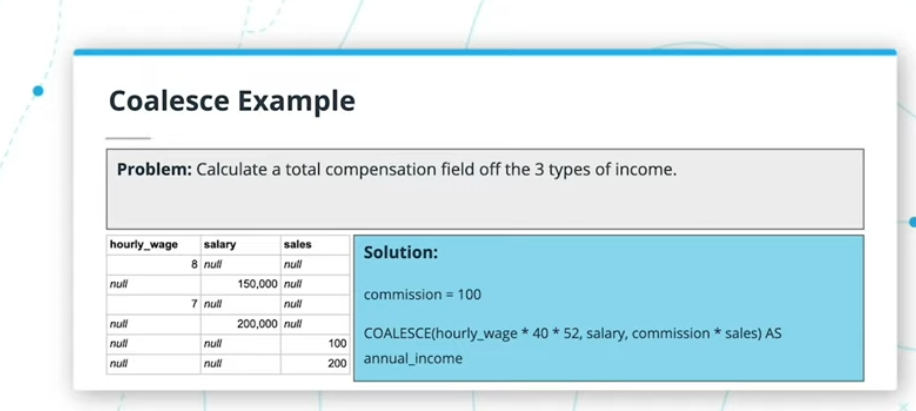 Coalesce Example
Problem: Calculate a total compensation field off the 3 types of income.
hourly_wage salary sales
8 null null
null 150,000 null
7 null null
null 200,000 null
null null 100
null null 200
Solution:
commission = 100
COALESCE(hourly_wage * 40 * 52, salary, commission * sales) AS
annual_income